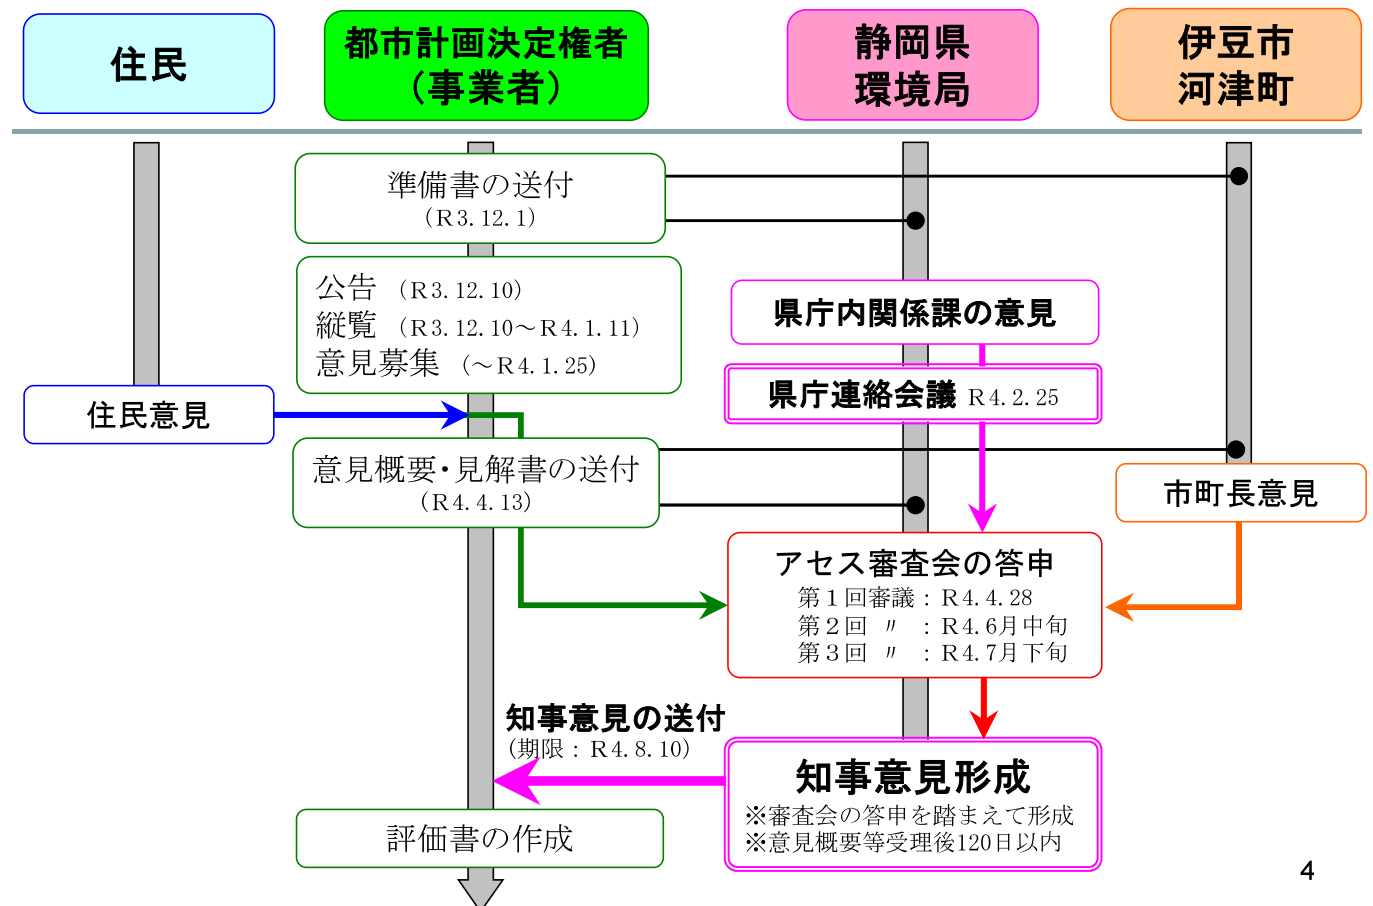 住民
都市計画決定権者
（事業者）
静岡県
環境局
伊豆市
河津町
準備書の送付
（R3.12.1）
公告 （R3.12.10）
縦覧 （R3.12.10～R4.1.11）
意見募集 （～R4.1.25）
県庁内関係課の意見
県庁連絡会議 R4.2.25
住民意見
意見概要・見解書の送付
（R4.4.13）
市町長意見
アセス審査会の答申
第１回審議：R4.4.28
第２回 〃 ：R4.6月中旬
第３回 〃 ：R4.7月下旬
知事意見の送付
（期限：R4.8.10）
知事意見形成
※審査会の答申を踏まえて形成
※意見概要等受理後120日以内
評価書の作成
4